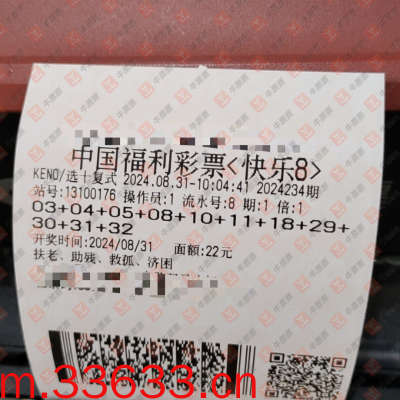 中国福利彩票<快乐8>
KENO/选十复式 2024.08.31-10:04:41 2024234期
站号:13100176 操作员:1 流水号:8 期:1 倍:1
03+04+05+08+10+11+18+29+
30+31+32
开奖时间:2024/08/31 面额:22元
扶老、助残、救孤、济困
m.33633.cn